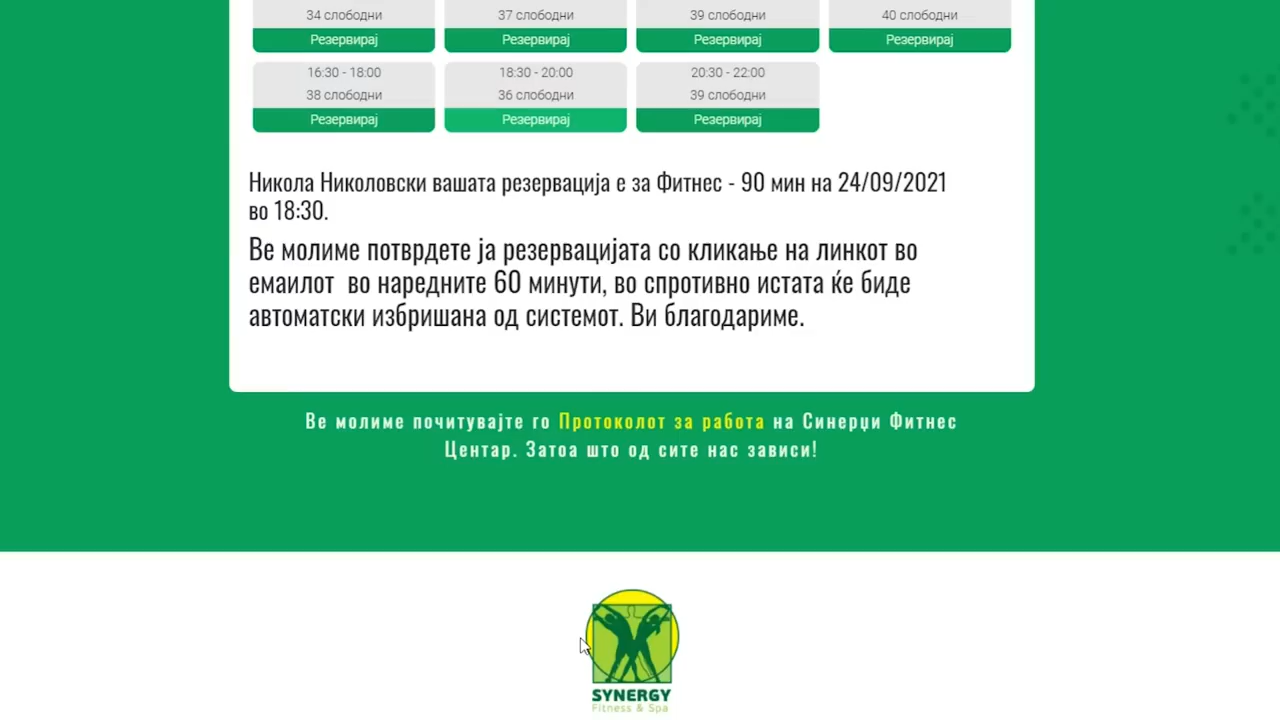 34 слободни 37 слободни 39 слободни 40 слободни
Резервирај Резервирај Резервирај Резервирај
16:30 - 18:00 18:30 - 20:00 20:30 - 22:00
38 слободни 36 слободни 39 слободни
Резервирај Резервирај Резервирај
Никола Николовски вашата резервација е за Фитнес - 90 мин на 24/09/2021
во 18:30.
Ве молиме потврдете ја резервацијата со кликање на линкот во
емаилот во наредните 60 минути, во спротивно истата ќе биде
автоматски избришана од системот. Ви благодариме.
Ве молиме почитувајте го Протоколот за работа на Синерџи Фитнес
Центар. Затоа што од сите нас зависи!
SYNERGY
Fitness & Spa